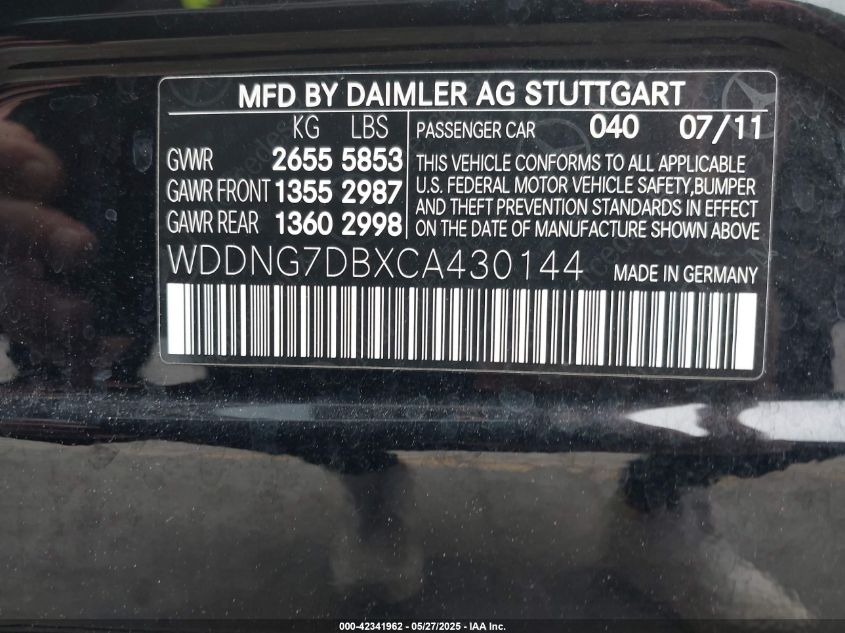 MFD BY DAIMLER AG STUTTGART
KG LBS
GVWR 2655 5853
GAWR FRONT 1355 2987
GAWR REAR 1360 2998
PASSENGER CAR 040 07/11
THIS VEHICLE CONFORMS TO ALL APPLICABLE
U.S. FEDERAL MOTOR VEHICLE SAFETY,BUMPER
AND THEFT PREVENTION STANDARDS IN EFFECT
ON THE DATE OF MANUFACTURE SHOWN ABOVE
WDDNG7DBXCA430144 MADE IN GERMANY
000-42341962 - 05/27/2025 - IAA Inc.